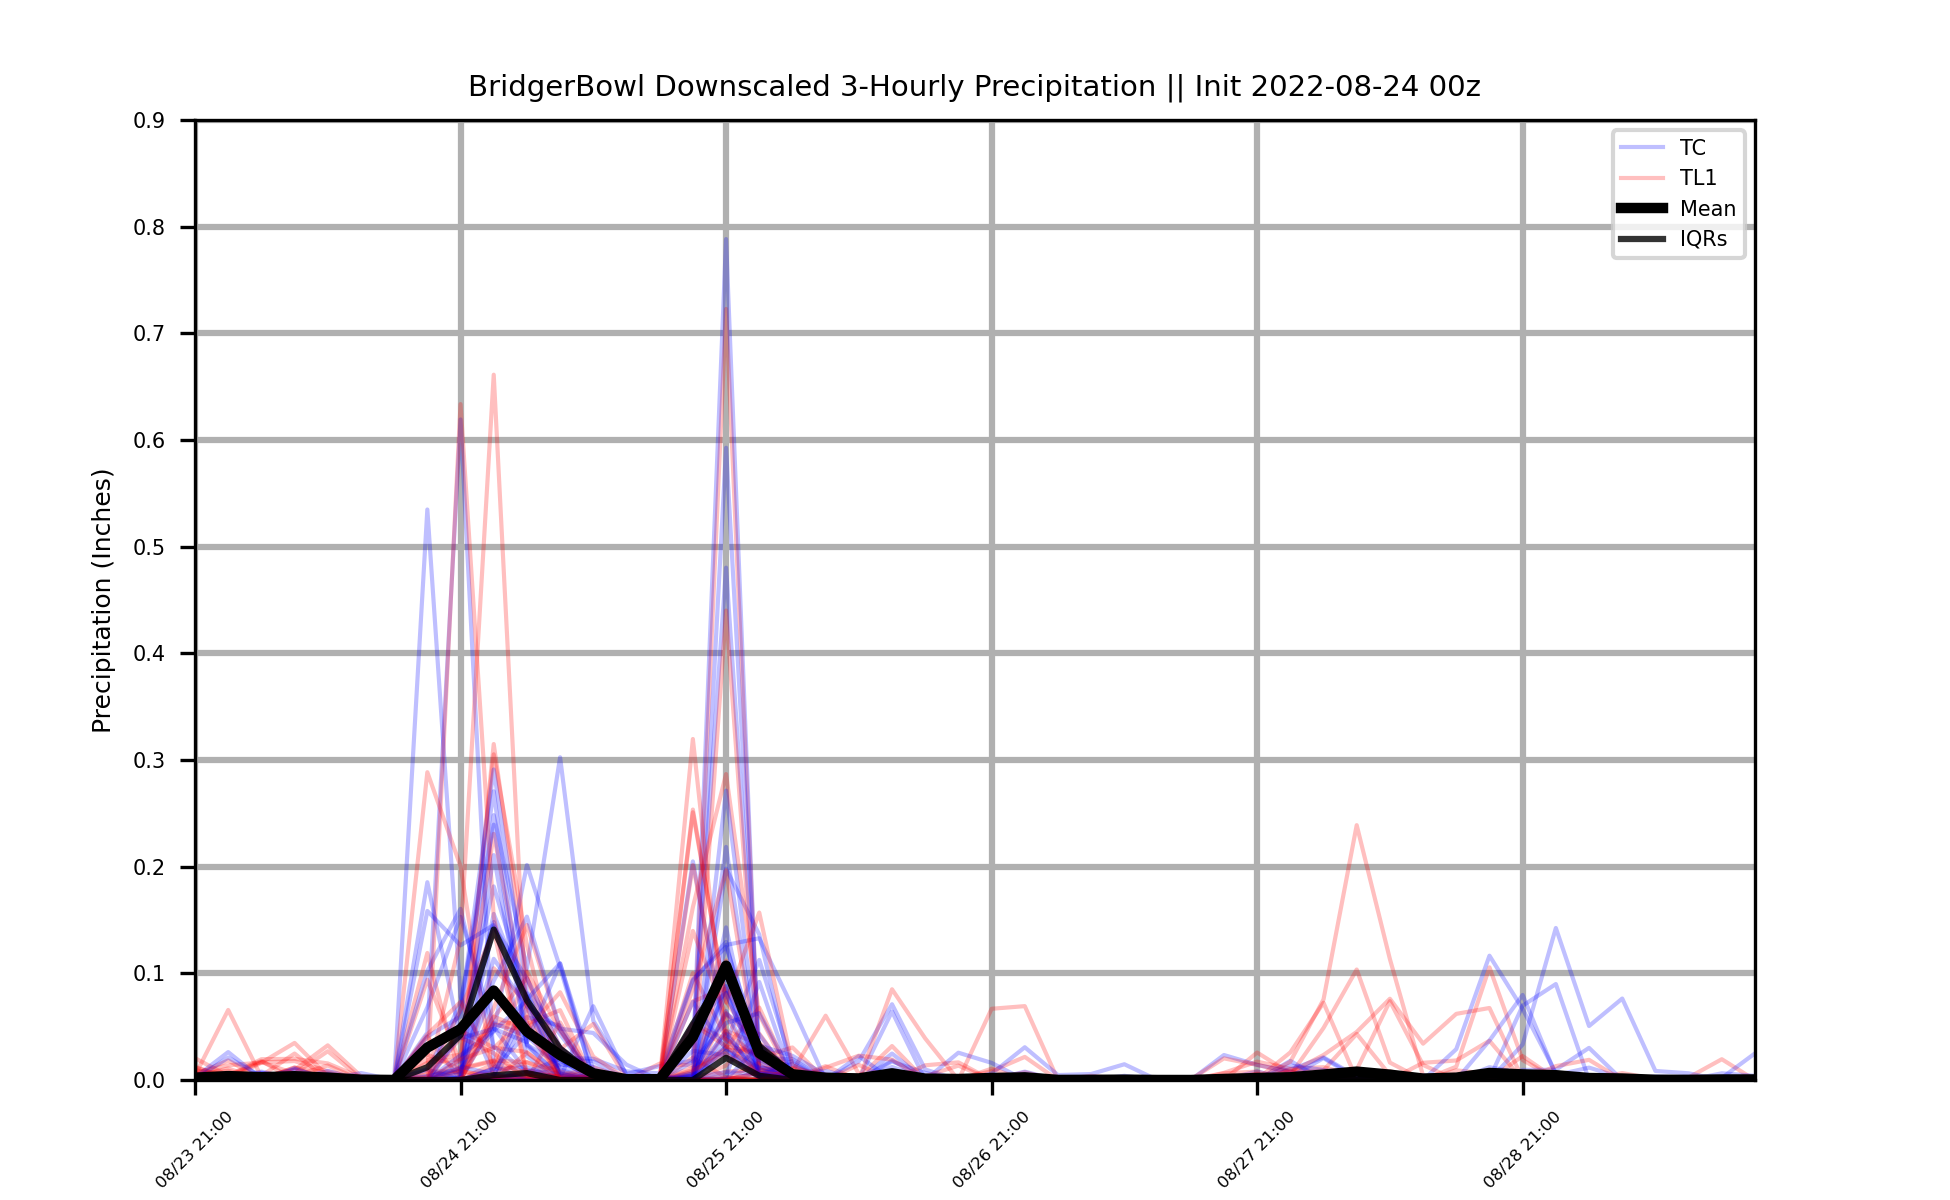 BridgerBowl Downscaled 3-Hourly Precipitation || Init 2022-08-24 00z
Precipitation (Inches)
0.9
0.8
0.7
0.6
0.5
0.4
0.3
0.2
0.1
0.0
TC
TL1
Mean
IQRs
08/23 21:00
08/24 21:00
08/25 21:00
08/26 21:00
08/27 21:00
08/28 21:00